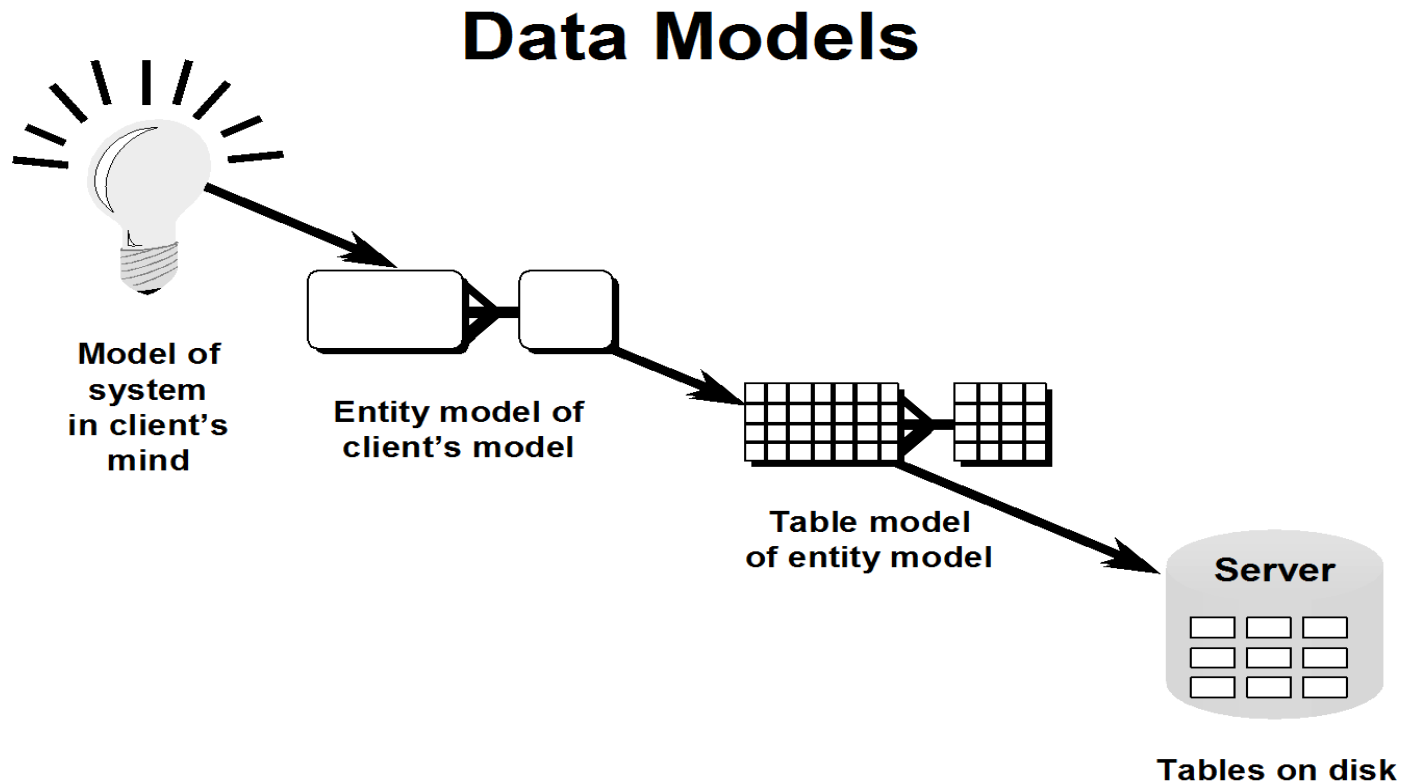 Data Models
Model of
system
in client’s
mind
Entity model of
client’s model
Table model
of entity model
Server
Tables on disk